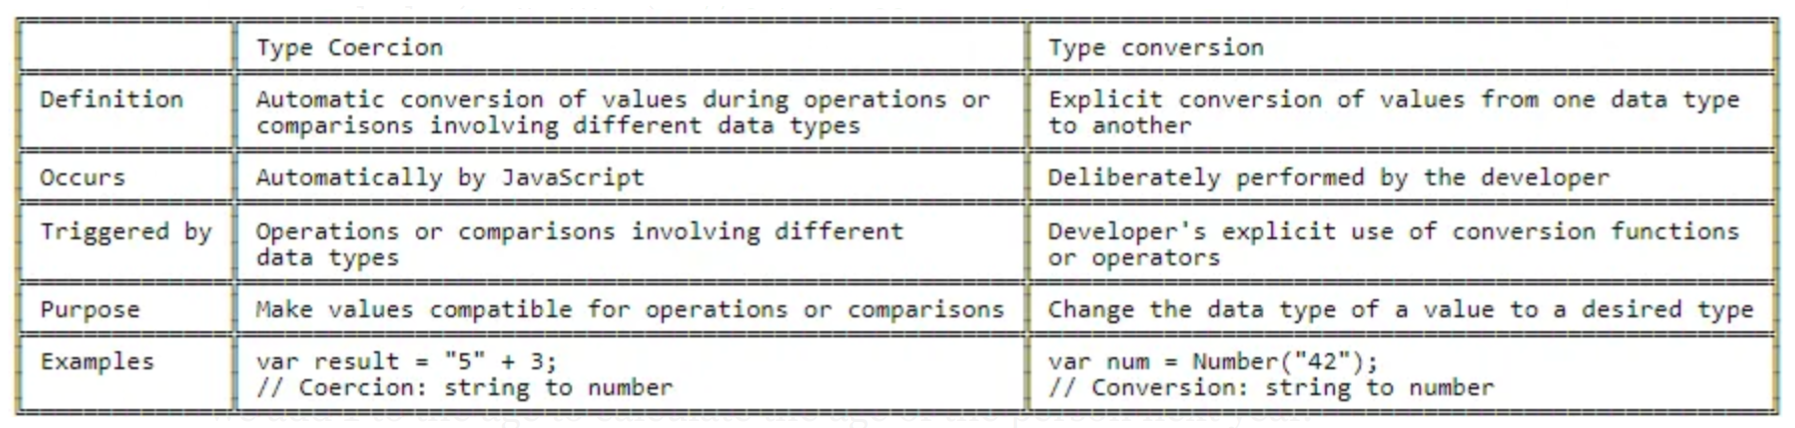 Type Coercion
Type conversion
Definition
Automatic conversion of values during operations or
comparisons involving different data types
Explicit conversion of values from one data type
to another
Occurs
Automatically by JavaScript
Deliberately performed by the developer
Triggered by
Operations or comparisons involving different
data types
Developer's explicit use of conversion functions
or operators
Purpose
Make values compatible for operations or comparisons
Change the data type of a value to a desired type
Examples
var result = "5" + 3;
// Coercion: string to number
var num = Number("42");
// Conversion: string to number